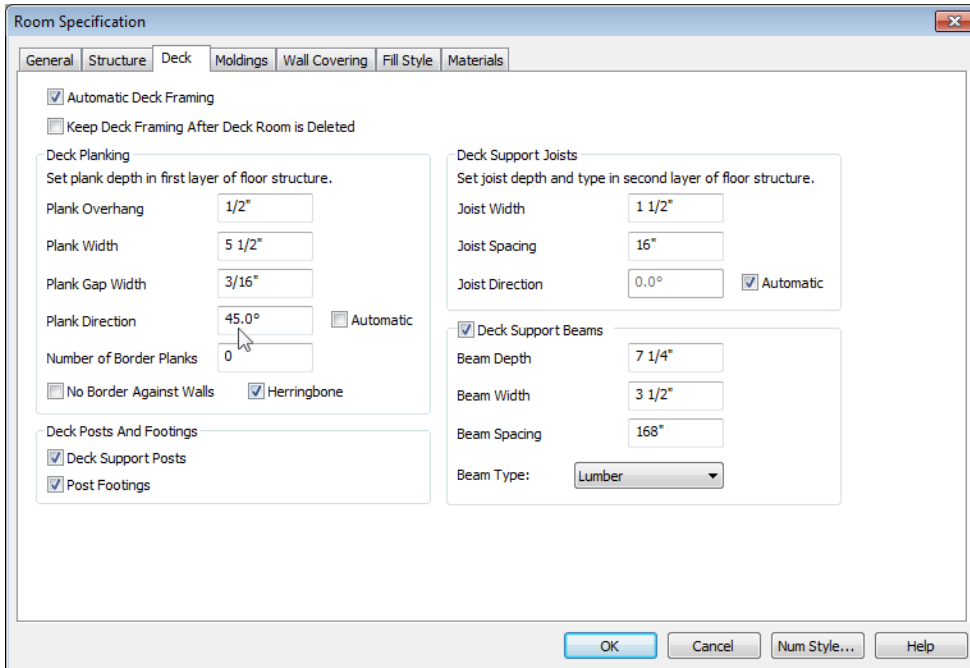 Room Specification
General Structure Deck Moldings Wall Covering Fill Style Materials
Automatic Deck Framing
Keep Deck Framing After Deck Room is Deleted
Deck Planking
Set plank depth in first layer of floor structure.
Plank Overhang 1/2"
Plank Width 5 1/2"
Plank Gap Width 3/16"
Plank Direction 45.0° Automatic
Number of Border Planks 0
No Border Against Walls Herringbone
Deck Posts And Footings
Deck Support Posts
Post Footings
Deck Support Joists
Set joist depth and type in second layer of floor structure.
Joist Width 1 1/2"
Joist Spacing 16"
Joist Direction 0.0° Automatic
Deck Support Beams
Beam Depth 7 1/4"
Beam Width 3 1/2"
Beam Spacing 168"
Beam Type: Lumber
OK Cancel Num Style... Help